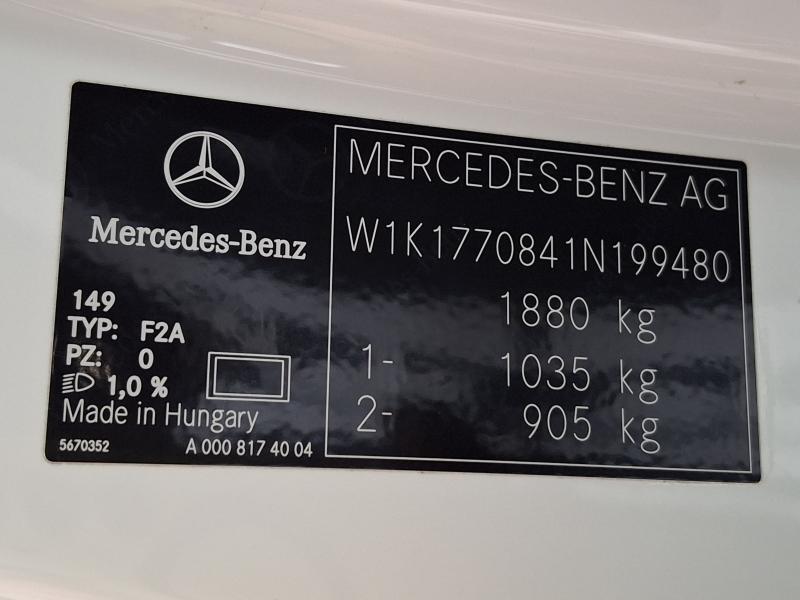 Mercedes-Benz
149
TYP: F2A
PZ: 0
1,0 %
Made in Hungary
5670352 A 000 817 40 04
MERCEDES-BENZ AG
W1K1770841N199480
1880 kg
1- 1035 kg
2- 905 kg